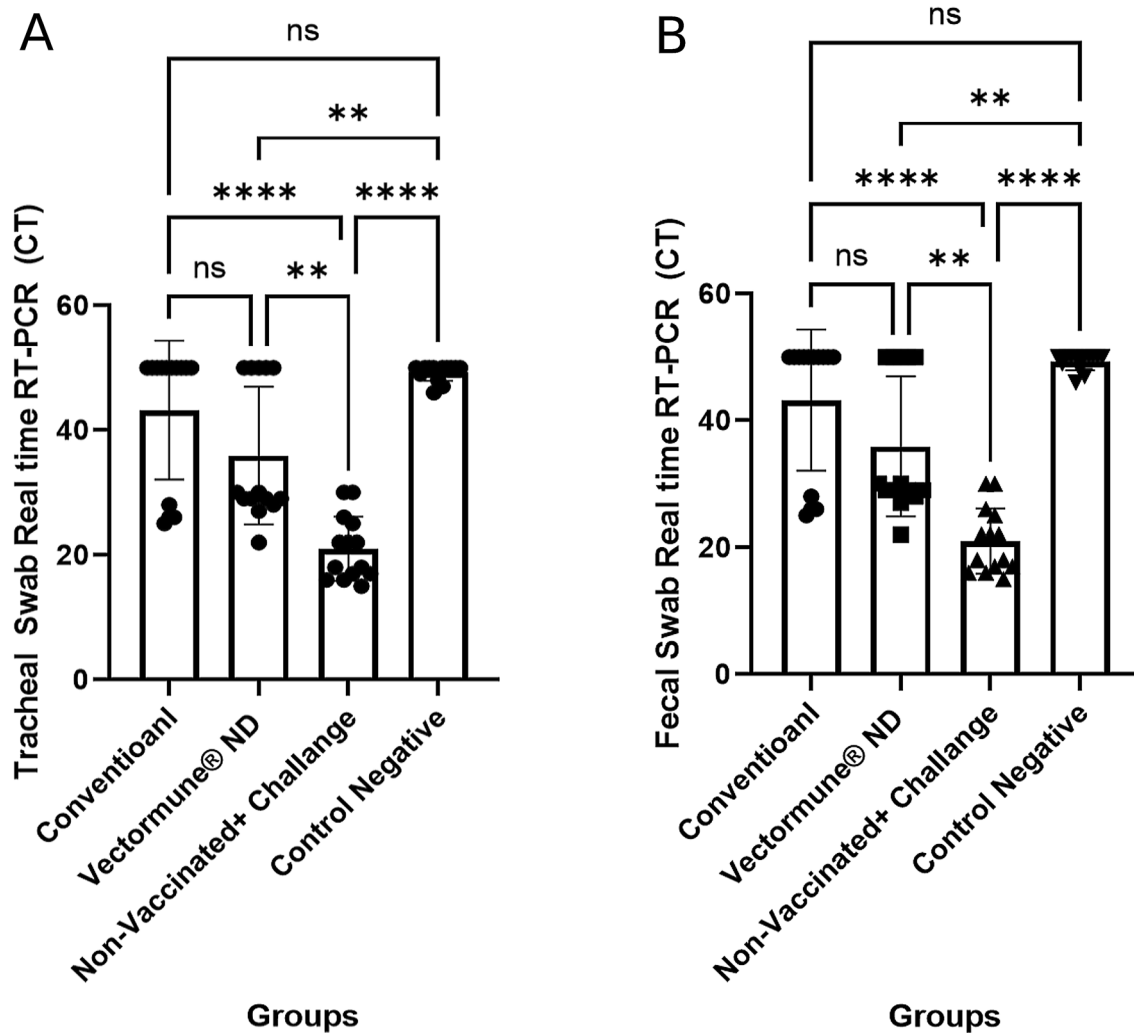 A
ns
**
**** ****
ns **
Tracheal Swab Real time RT-PCR (CT)
60
40
20
0
Conventioanl
Vectormune® ND
Non-Vaccinated+ Challange
Control Negative
Groups
B
ns
**
**** ****
ns **
Fecal Swab Real time RT-PCR (CT)
60
40
20
0
Conventioanl
Vectormune® ND
Non-Vaccinated+ Challange
Control Negative
Groups